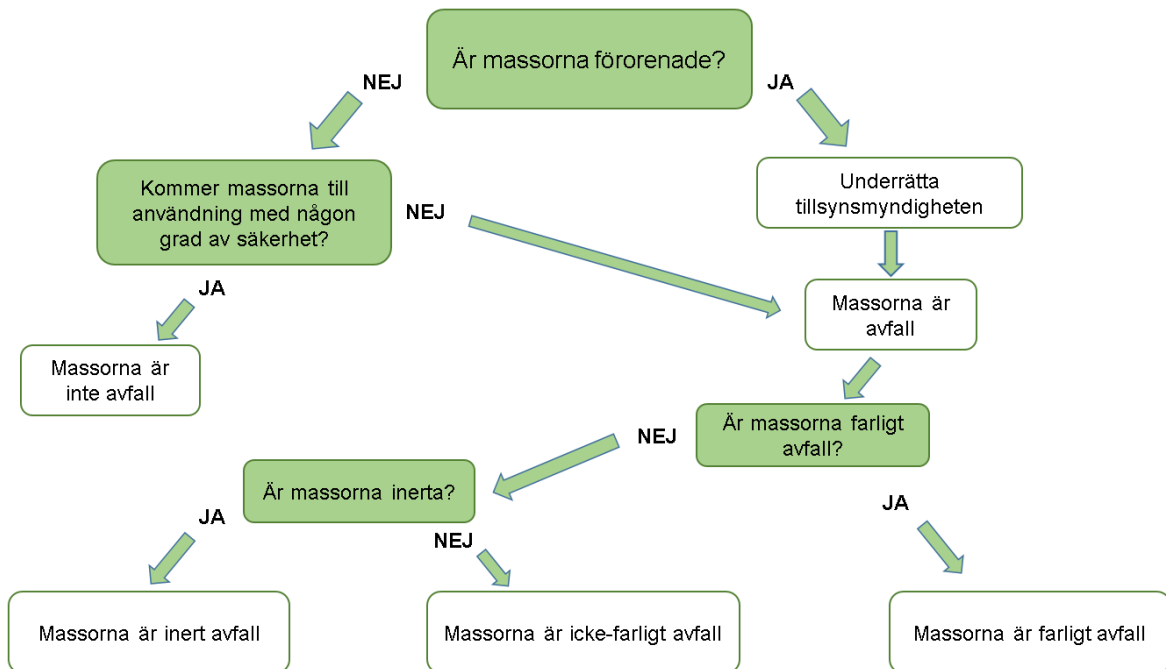 Är massorna förorenade?
NEJ
JA
Kommer massorna till
användning med någon
grad av säkerhet?
NEJ
Underrätta
tillsynsmyndigheten
JA
Massorna är
avfall
Massorna är
inte avfall
Är massorna farligt
avfall?
NEJ
Är massorna inerta?
JA
JA
NEJ
Massorna är inert avfall
Massorna är icke-farligt avfall
Massorna är farligt avfall